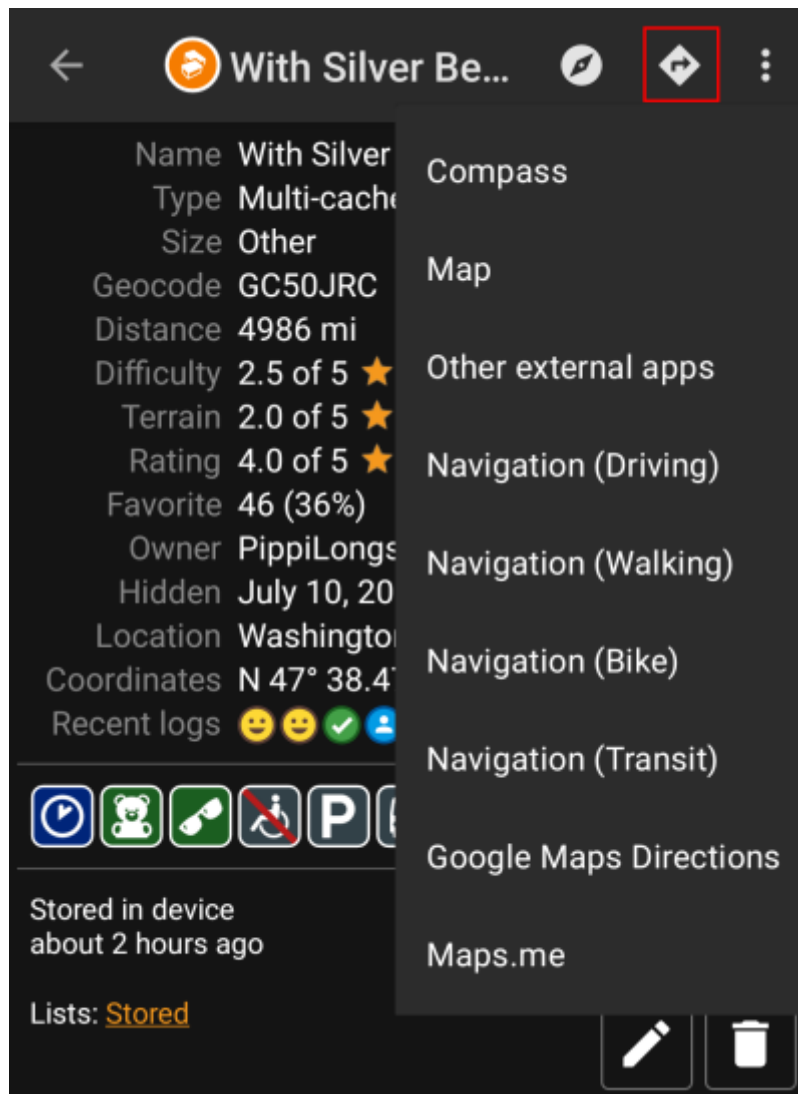 With Silver Be...
Name With Silver
Type Multi-cache
Size Other
Geocode GC50JRC
Distance 4986 mi
Difficulty 2.5 of 5
Terrain 2.0 of 5
Rating 4.0 of 5
Favorite 46 (36%)
Owner PippiLongs
Hidden July 10, 20
Location Washington
Coordinates N 47° 38.47
Recent logs
P
Stored in device
about 2 hours ago
Lists: Stored
Compass
Map
Other external apps
Navigation (Driving)
Navigation (Walking)
Navigation (Bike)
Navigation (Transit)
Google Maps Directions
Maps.me